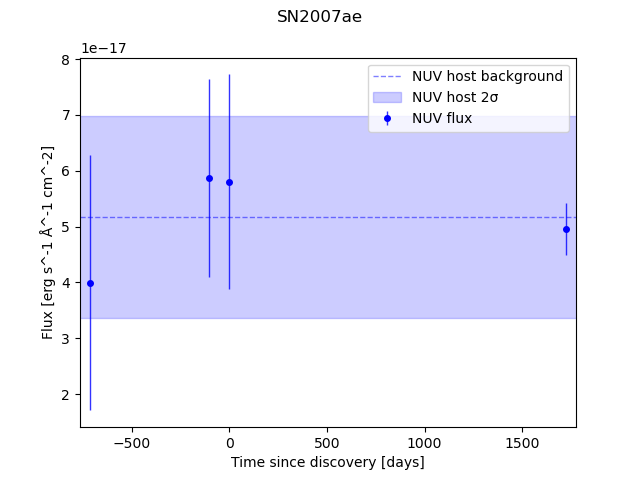 SN2007ae
1e−17
NUV host background
NUV host 2σ
NUV flux
8
7
6
5
4
3
2
Flux [erg s^-1 Å^-1 cm^-2]
−500
0
500
1000
1500
Time since discovery [days]